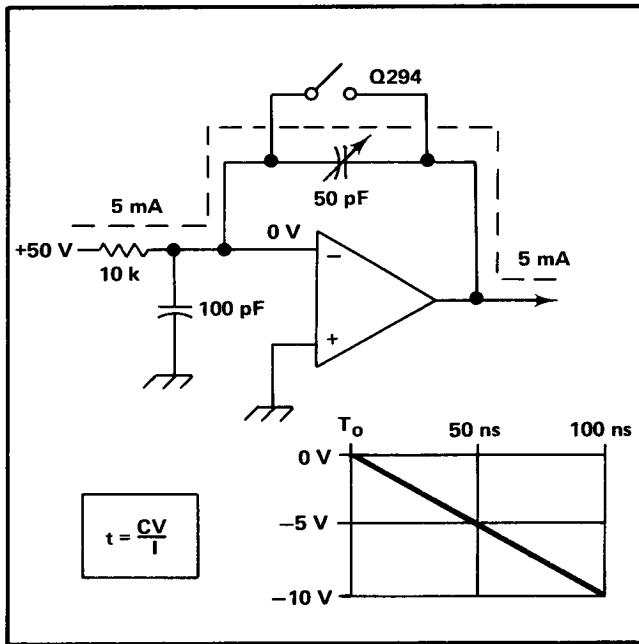 Q294
50 pF
5 mA
0 V
+50 V
10 k
5 mA
−
+
100 pF
To
50 ns
100 ns
0 V
−5 V
−10 V
t = CV/I